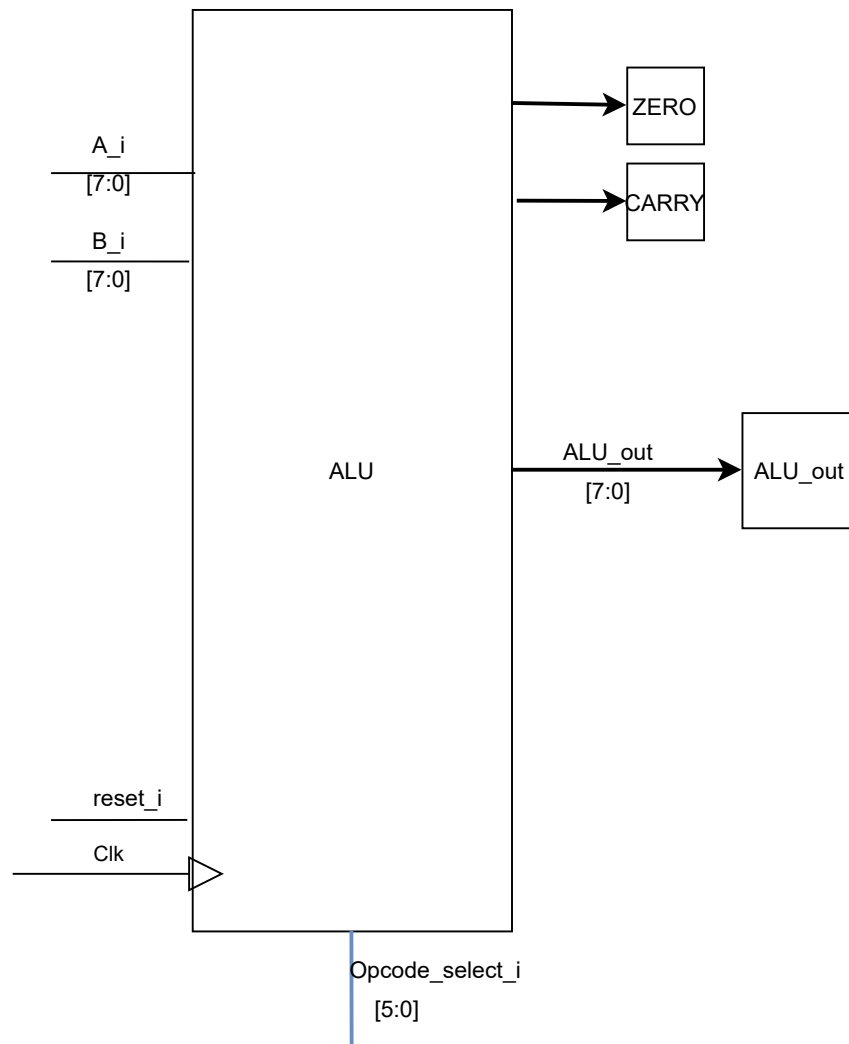 ZERO
A_i
[7:0]
CARRY
B_i
[7:0]
ALU
ALU_out
[7:0]
ALU_out
reset_i
Clk
Opcode_select_i
[5:0]